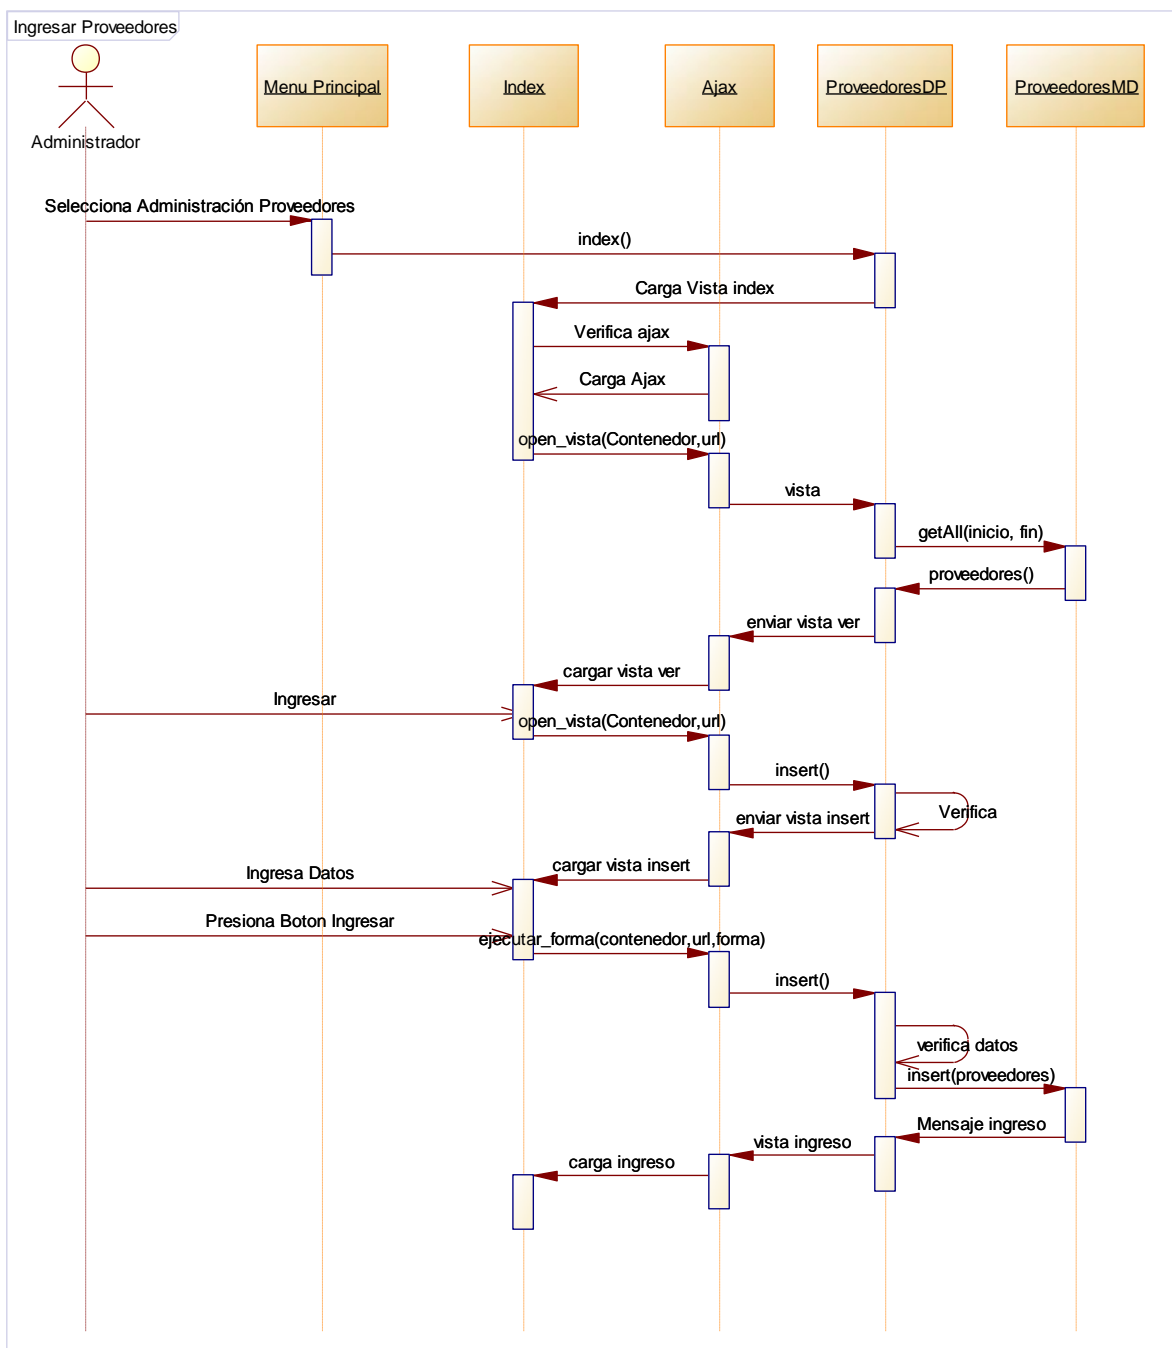 Ingresar Proveedores
Administrador
Menu Principal
Index
Ajax
ProveedoresDP
ProveedoresMD
Selecciona Administración Proveedores
index()
Carga Vista index
Verifica ajax
Carga Ajax
open_vista(Contenedor,url)
vista
getAll(inicio, fin)
proveedores()
enviar vista ver
cargar vista ver
Ingresar
open_vista(Contenedor,url)
insert()
Verifica
enviar vista insert
cargar vista insert
Ingresa Datos
Presiona Boton Ingresar
ejecutar_forma(contenedor,url,forma)
insert()
verifica datos
insert(proveedores)
Mensaje ingreso
vista ingreso
carga ingreso